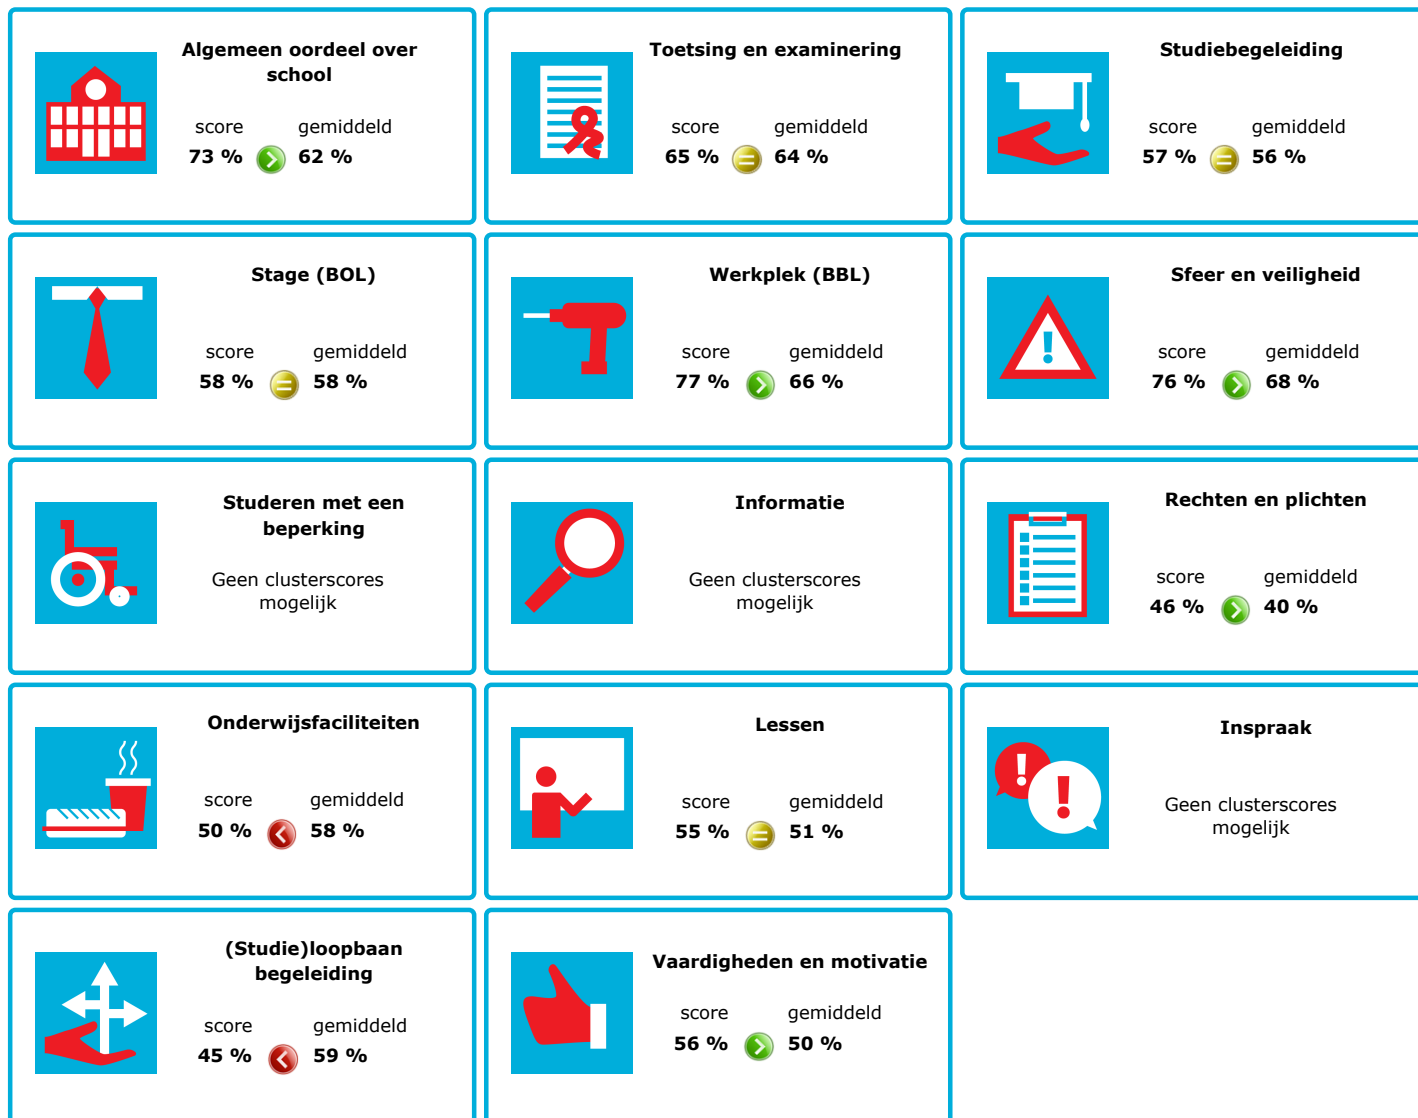 Algemeen oordeel over
school
score gemiddeld
73 % 62 %
Toetsing en examinering
score gemiddeld
65 % 64 %
Studiebegeleiding
score gemiddeld
57 % 56 %
Stage (BOL)
score gemiddeld
58 % 58 %
Werkplek (BBL)
score gemiddeld
77 % 66 %
Sfeer en veiligheid
score gemiddeld
76 % 68 %
Studeren met een
beperking
Geen clusterscores
mogelijk
Informatie
Geen clusterscores
mogelijk
Rechten en plichten
score gemiddeld
46 % 40 %
Onderwijsfaciliteiten
score gemiddeld
50 % 58 %
Lessen
score gemiddeld
55 % 51 %
Inspraak
Geen clusterscores
mogelijk
(Studie)loopbaan
begeleiding
score gemiddeld
45 % 59 %
Vaardigheden en motivatie
score gemiddeld
56 % 50 %